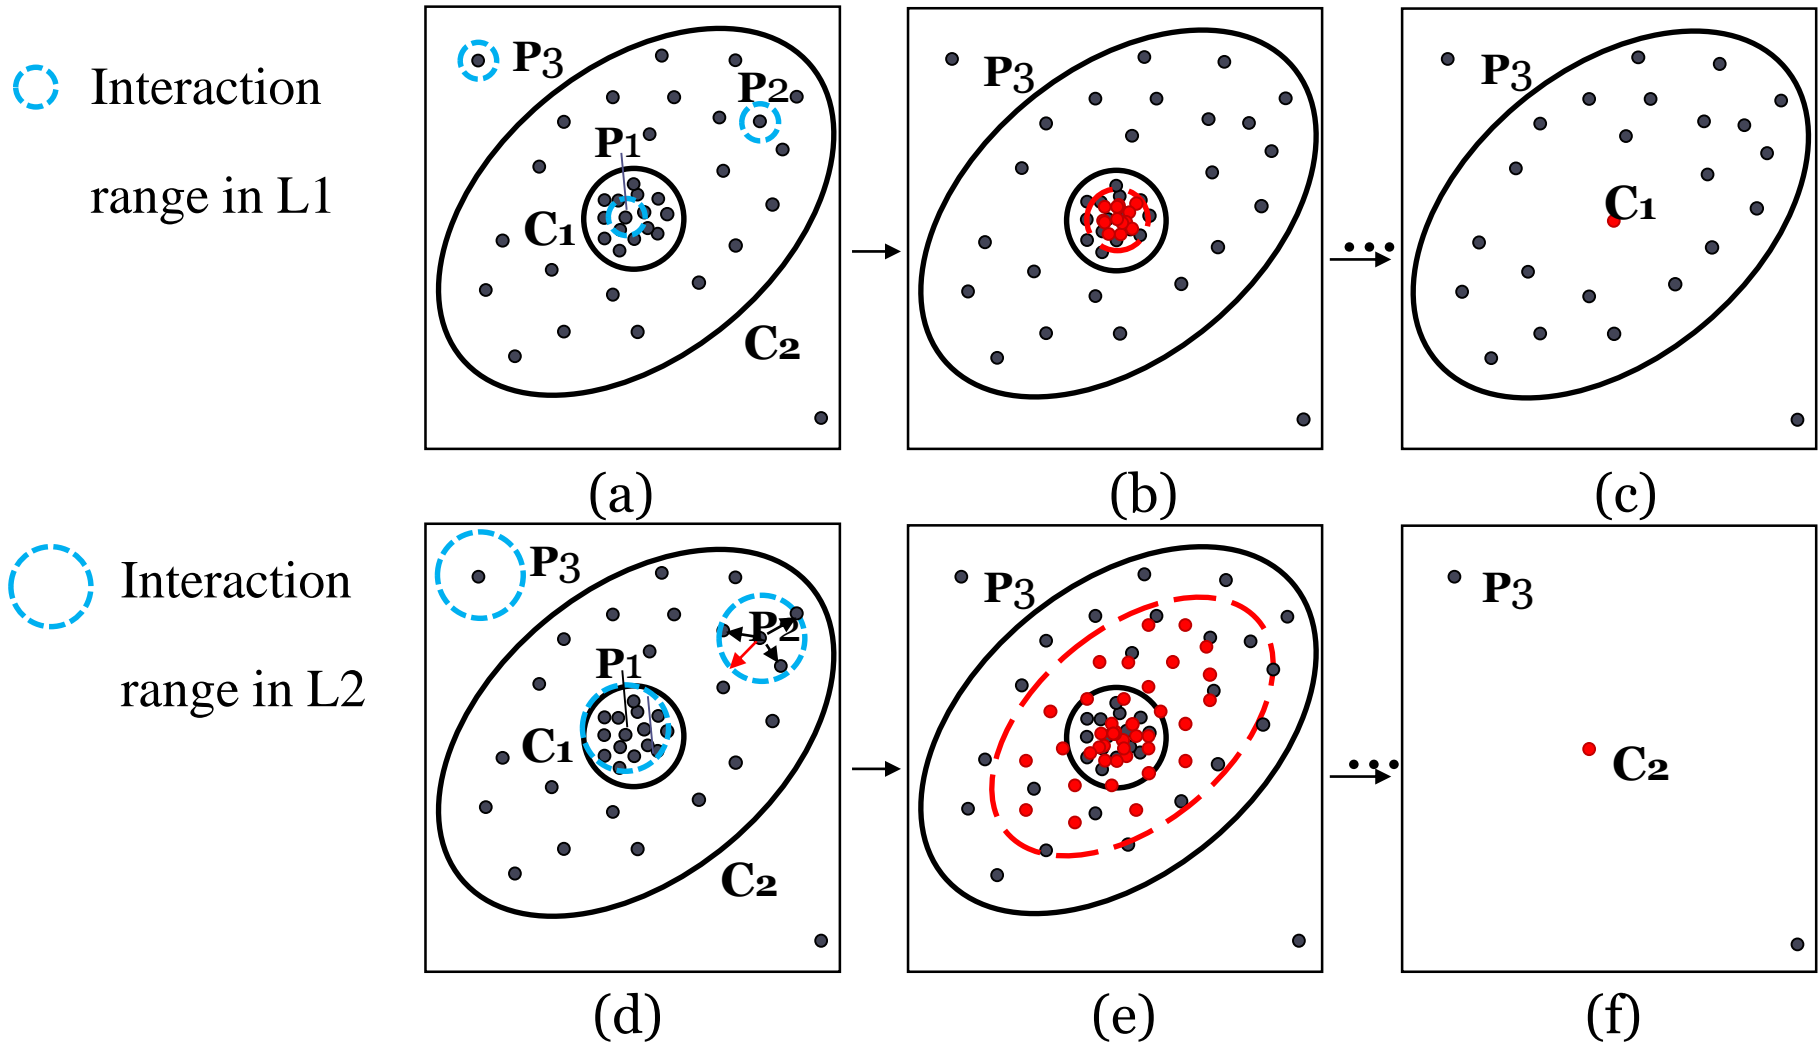 Interaction
range in L1
P3
P2
P1
C1
C2
(a)
P3
(b)
...
P3
C1
(c)
Interaction
range in L2
P3
P2
P1
C1
C2
(d)
P3
(e)
...
P3
C2
(f)